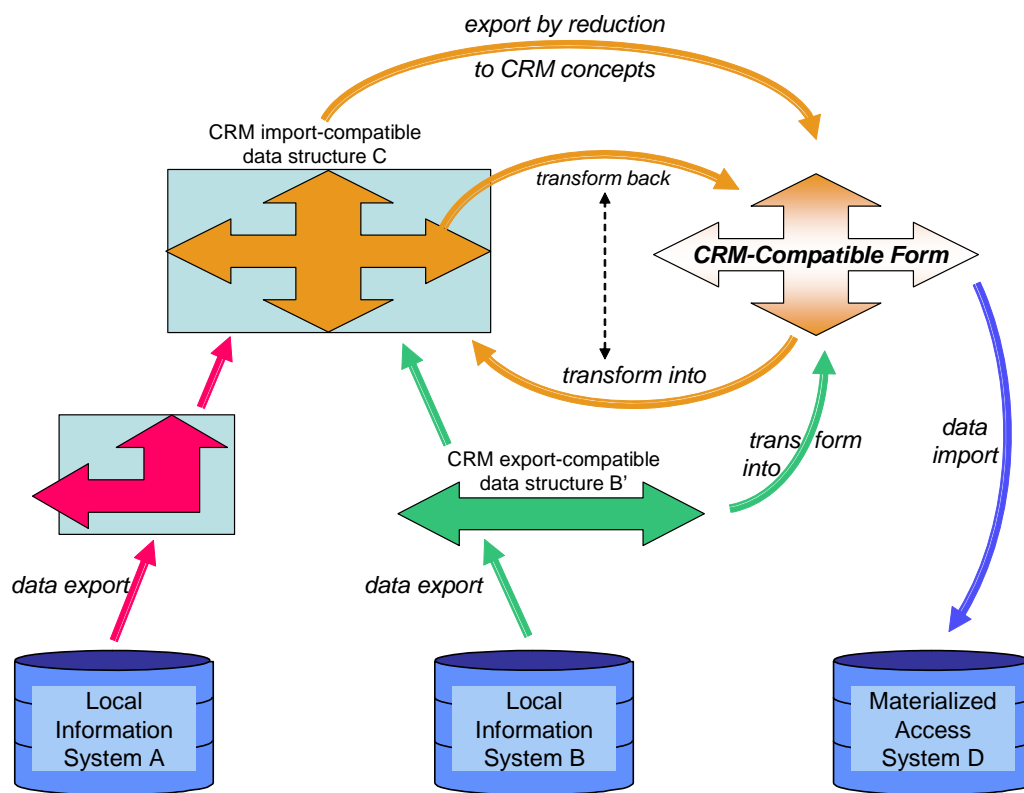 export by reduction
to CRM concepts
CRM import-compatible
data structure C
transform back
CRM-Compatible Form
transform into
CRM export-compatible
data structure B’
trans form
into
data
import
data export
data export
Local
Information
System A
Local
Information
System B
Materialized
Access
System D